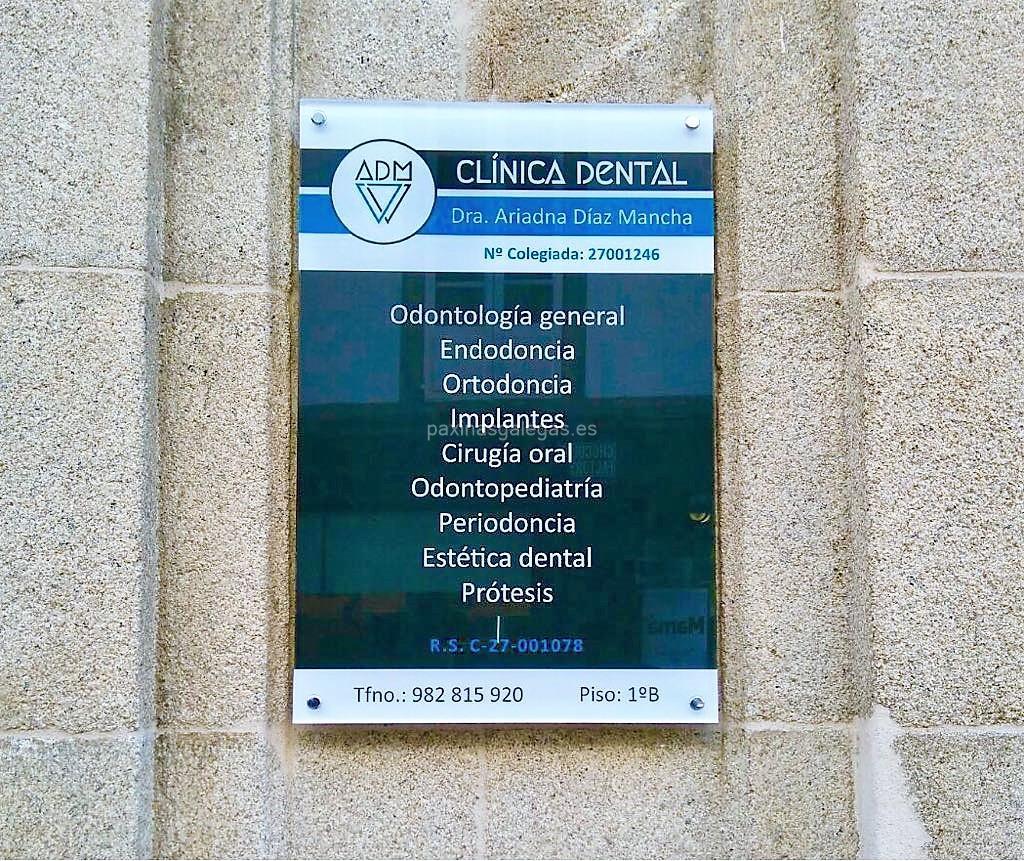 ADM
CLÍNICA DENTAL
Dra. Ariadna Díaz Mancha
Nº Colegiada: 27001246
Odontología general
Endodoncia
Ortodoncia
Implantes
paxinasgalegas.es
Cirugía oral
Odontopediatría
Periodoncia
Estética dental
Prótesis
R.S. C-27-001078
Tfno.: 982 815 920 Piso: 1ºB